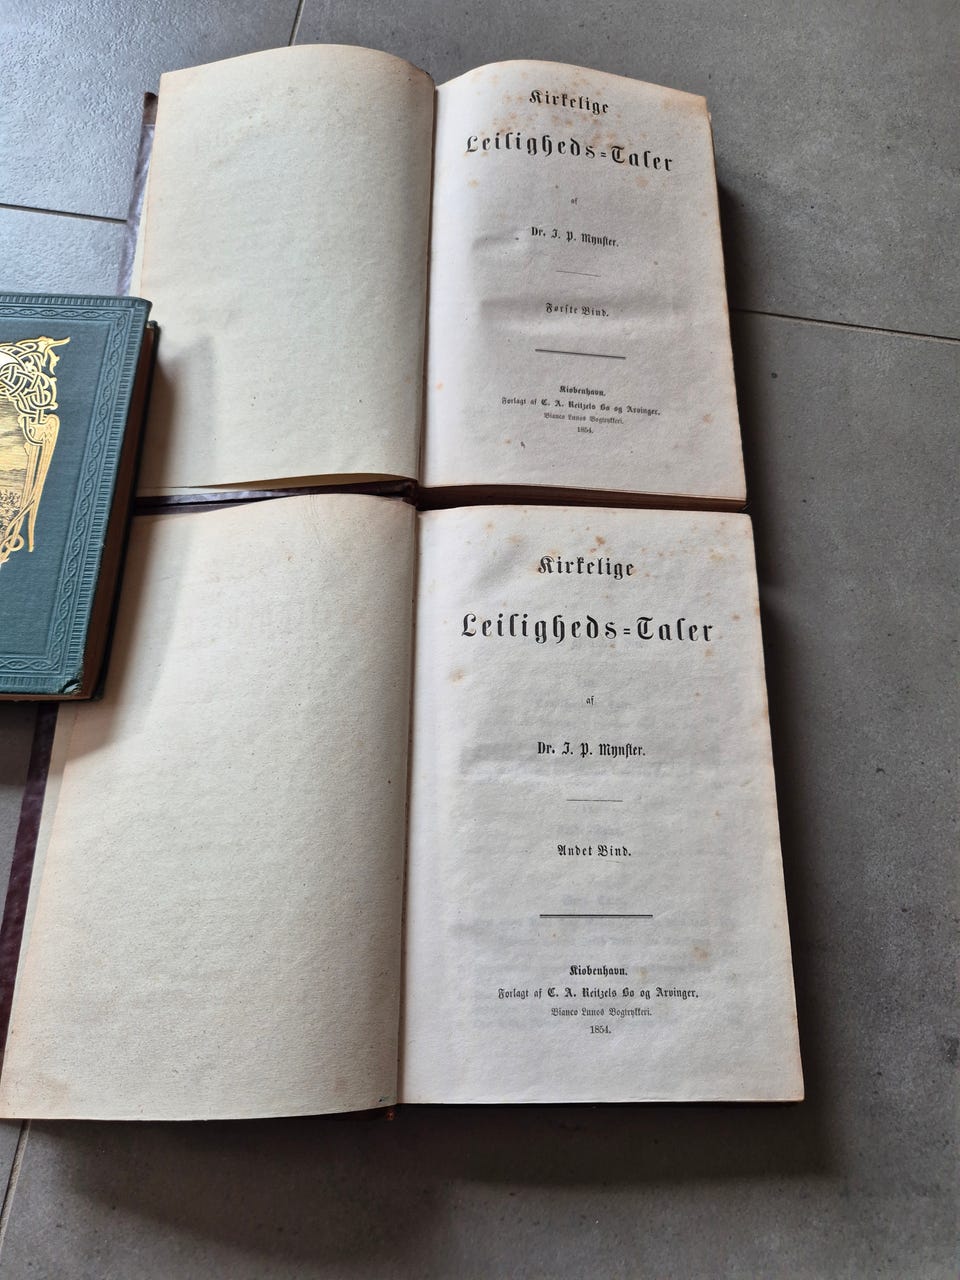 Kirkelige
Leiligheds=Taler
af
Dr. J. P. Mynster.
Første Bind.
Kiøbenhavn.
Forlagt af C. A. Reitzels Bo og Arvinger.
Bianco Lunos Bogtrykkeri.
1854.
Kirkelige
Leiligheds=Taler
af
Dr. J. P. Mynster.
Andet Bind.
Kiøbenhavn.
Forlagt af C. A. Reitzels Bo og Arvinger.
Bianco Lunos Bogtrykkeri.
1854.